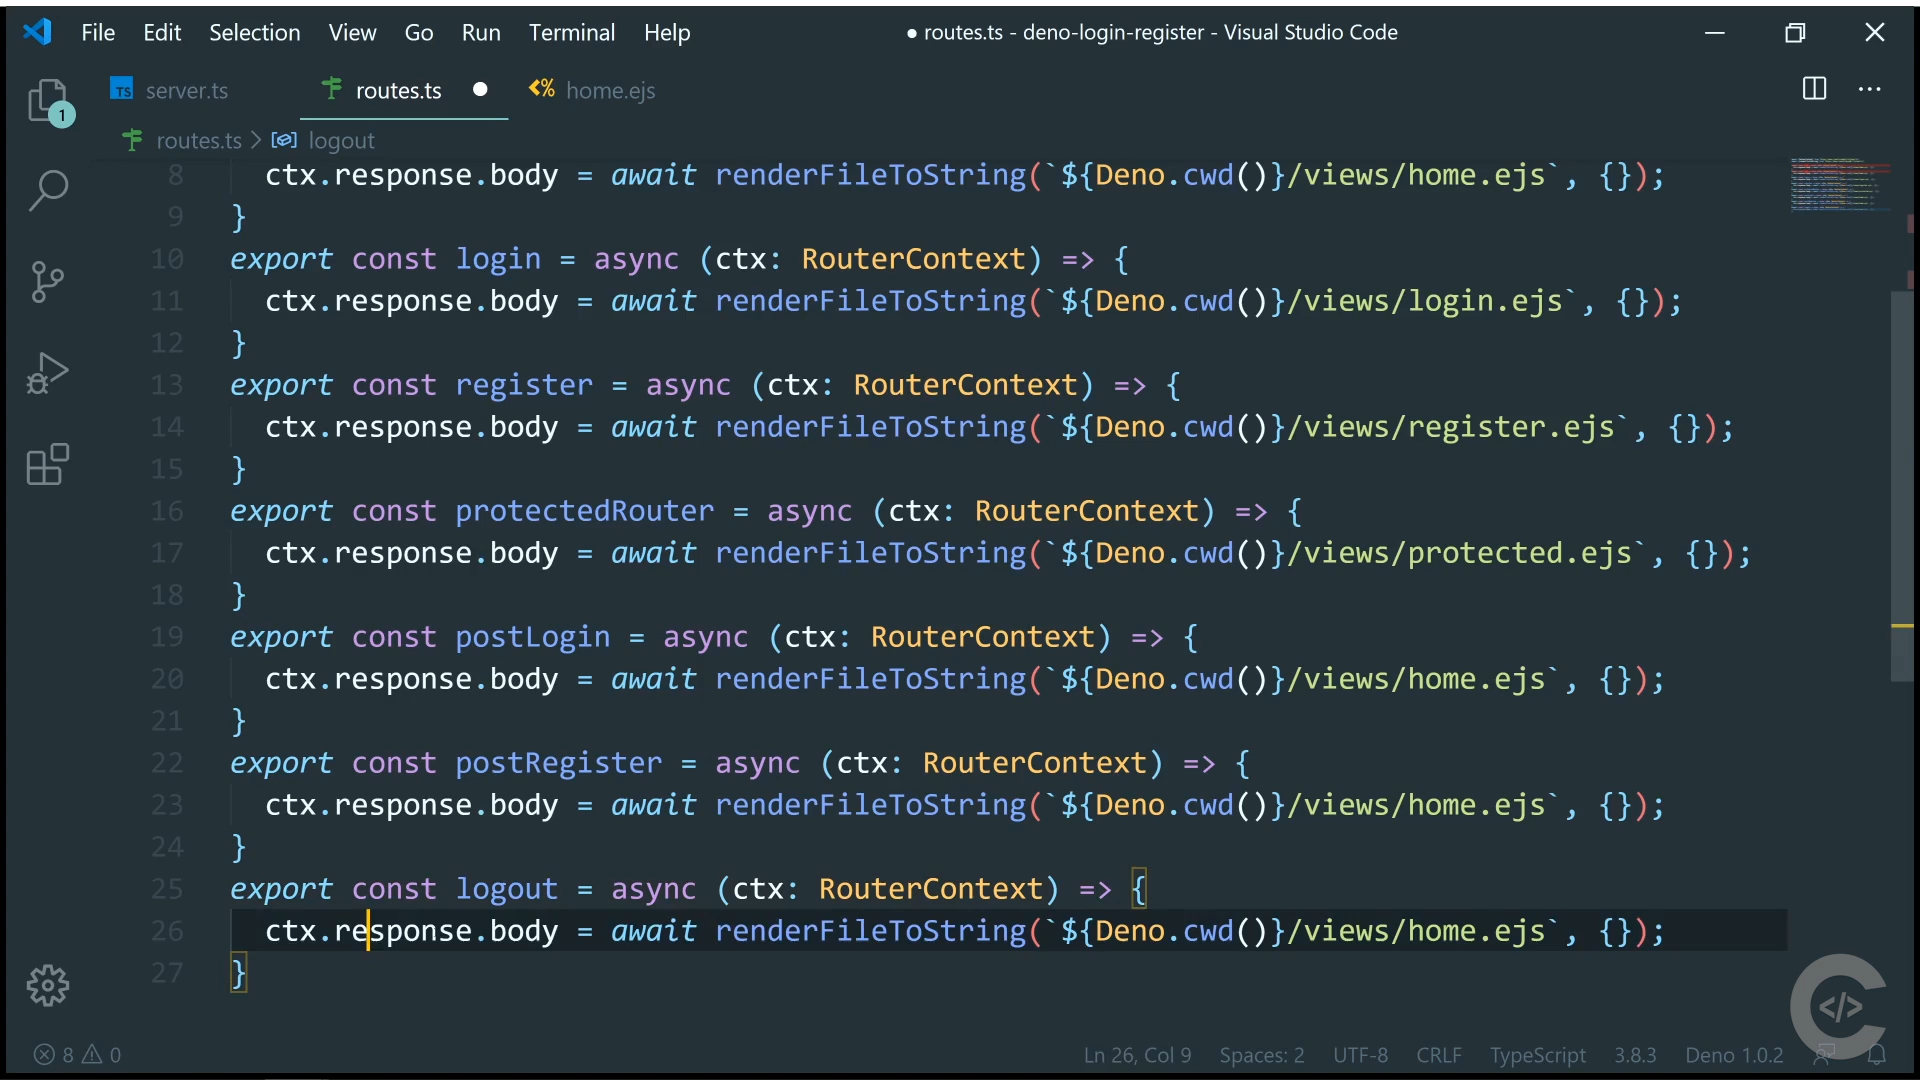 File Edit Selection View Go Run Terminal Help ● routes.ts - deno-login-register - Visual Studio Code
1
TS server.ts routes.ts ● <% home.ejs ...
routes.ts > logout
8 ctx.response.body = await renderFileToString(`${Deno.cwd()}/views/home.ejs`, {});
9 }
10 export const login = async (ctx: RouterContext) => {
11 ctx.response.body = await renderFileToString(`${Deno.cwd()}/views/login.ejs`, {});
12 }
13 export const register = async (ctx: RouterContext) => {
14 ctx.response.body = await renderFileToString(`${Deno.cwd()}/views/register.ejs`, {});
15 }
16 export const protectedRouter = async (ctx: RouterContext) => {
17 ctx.response.body = await renderFileToString(`${Deno.cwd()}/views/protected.ejs`, {});
18 }
19 export const postLogin = async (ctx: RouterContext) => {
20 ctx.response.body = await renderFileToString(`${Deno.cwd()}/views/home.ejs`, {});
21 }
22 export const postRegister = async (ctx: RouterContext) => {
23 ctx.response.body = await renderFileToString(`${Deno.cwd()}/views/home.ejs`, {});
24 }
25 export const logout = async (ctx: RouterContext) => {
26 ctx.response.body = await renderFileToString(`${Deno.cwd()}/views/home.ejs`, {});
27 }
</>
8 0 Ln 26, Col 9 Spaces: 2 UTF-8 CRLF TypeScript 3.8.3 Deno 1.0.2